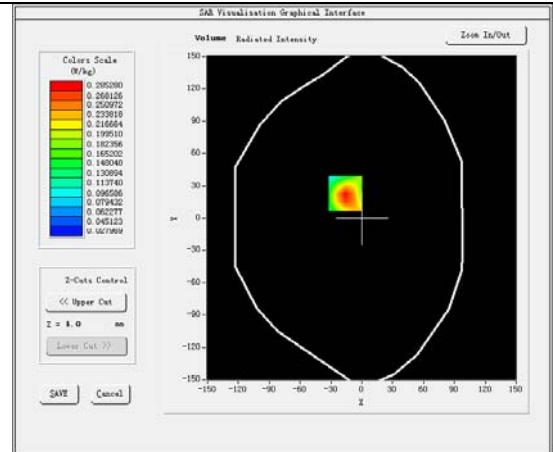 SAR Visualisation Graphical Interface
Volume Radiated Intensity
Zoom In/Out
Colors Scale
(W/kg)
0.285280
0.268126
0.250972
0.233818
0.216664
0.199510
0.182356
0.165202
0.148048
0.130894
0.113740
0.096586
0.079432
0.062277
0.045123
0.027969
150
120
90
60
30
0
-30
-60
-90
-120
-150
Y
-150 -120 -90 -60 -30 0 30 60 90 120 150
X
Z-Cuts Control
<< Upper Cut
Z = 4.0 mm
Lower Cut >>
SAVE Cancel